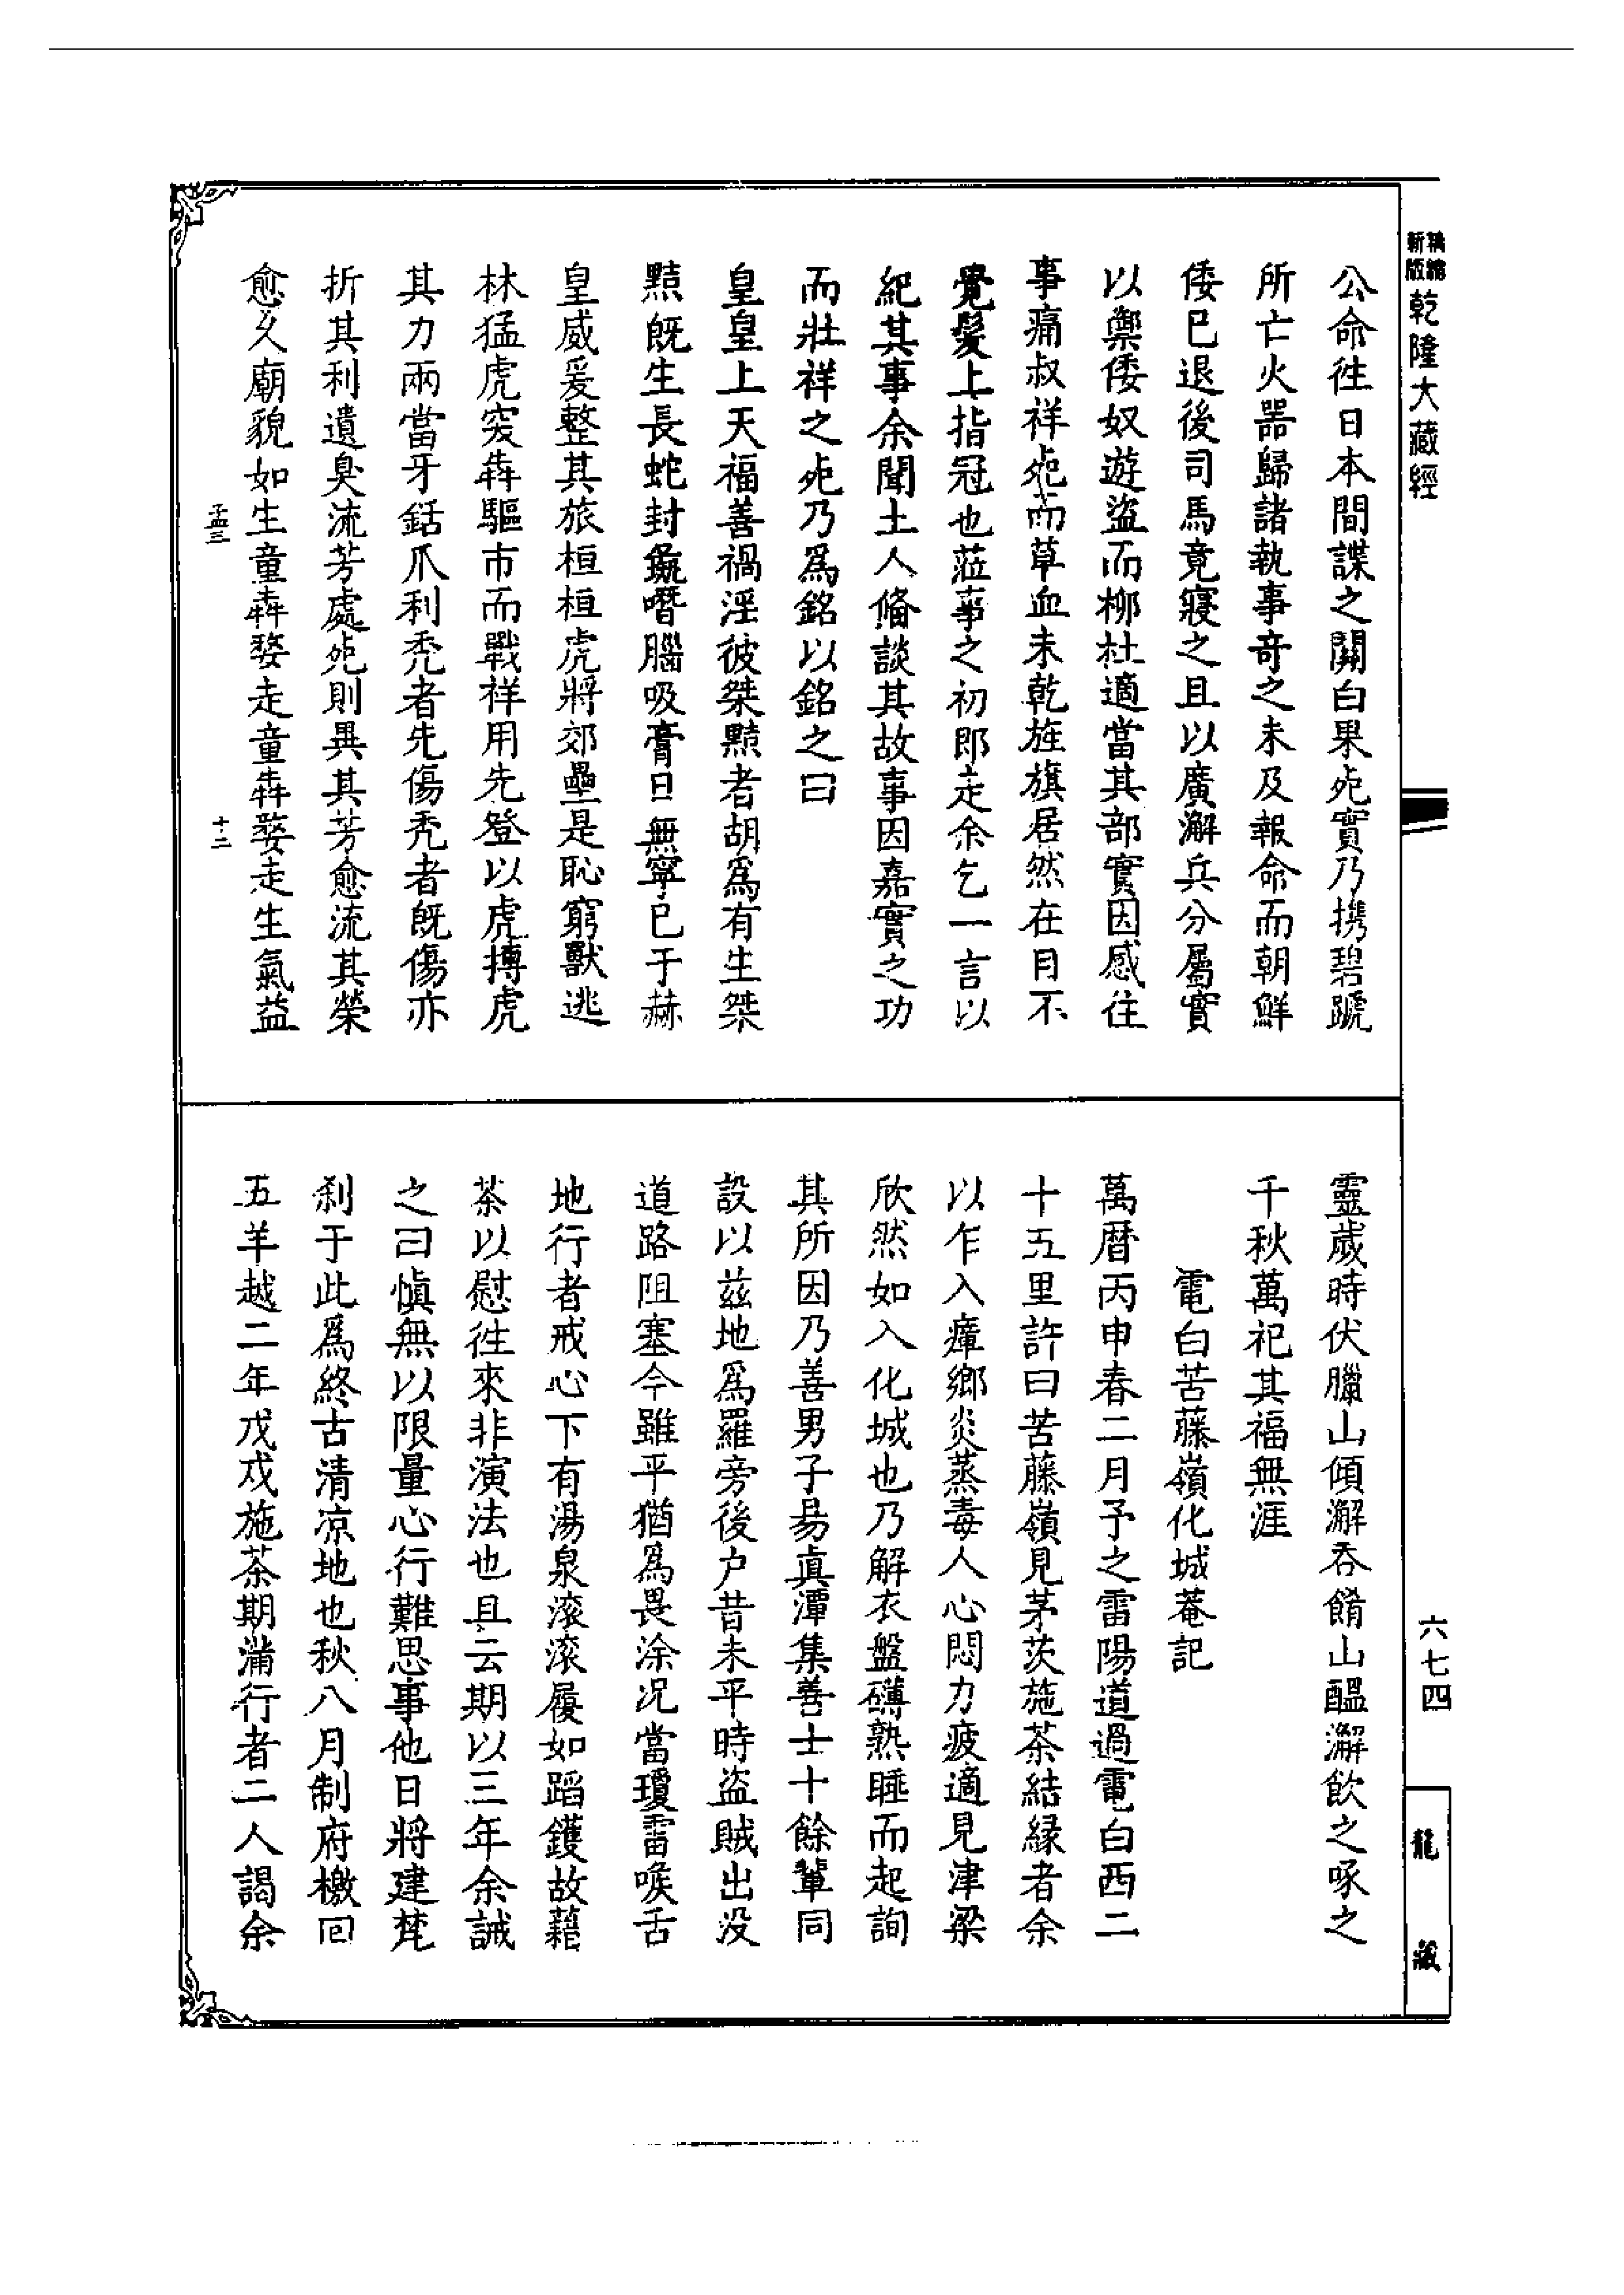 新版
精縮
乾隆大藏經
公命往日本間諜之關白果死實乃携碧蹏
所亡火器歸諸執事奇之未及報命而朝鮮
倭已退後司馬竟寢之且以廣澥兵分屬實
以禦倭奴遊盜而柳杜適當其部實因感往
事痛叔祥死而草血未乾旌旗居然在目不
覺髮上指冠也蒞事之初即走余乞一言以
紀其事余聞土人備談其故事因嘉實之功
而壯祥之死乃為銘以銘之曰
皇皇上天福善禍淫彼桀黠者胡為有生桀
黠既生長蛇封豨嚼腦吸膏日無寧已于赫
皇威爰整其旅桓桓虎將郊壘是恥窮獸逃
林猛虎突犇驅市而戰祥用先登以虎搏虎
其力兩當牙銛爪利禿者先傷禿者既傷亦
折其利遺臭流芳處死則異其芳愈流其榮
愈久廟貌如生童犇婺走童犇婺走生氣益
孟三
十二
靈歲時伏臘山傾澥吞餚山醞澥飲之啄之
千秋萬祀其福無涯
電白苦藤嶺化城菴記
萬曆丙申春二月予之雷陽道過電白西二
十五里許曰苦藤嶺見茅茨施茶結緣者余
以乍入瘴鄉炎蒸毒人心悶力疲適見津梁
欣然如入化城也乃解衣盤礴熟睡而起詢
其所因乃善男子易真潭集善士十餘輩同
設以茲地為羅旁後户昔未平時盜賊出没
道路阻塞今雖平猶為畏涂况當瓊雷喉舌
地行者戒心下有湯泉滚滚履如蹈鑊故藉
茶以慰往來非演法也且云期以三年余誡
之曰慎無以限量心行難思事他日將建梵
刹于此為終古清凉地也秋八月制府檄回
五羊越二年戊戌施茶期滿行者二人謁余
六七四
龍藏